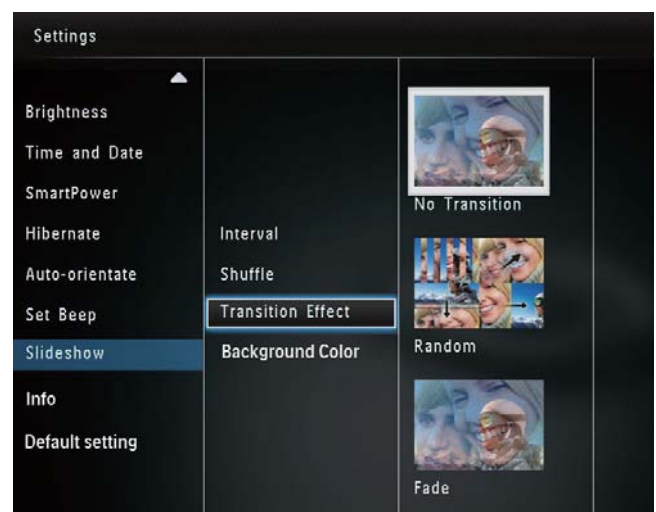 Settings
Brightness
Time and Date
SmartPower
Hibernate
Auto-orientate
Set Beep
Slideshow
Info
Default setting
Interval
Shuffle
Transition Effect
Background Color
No Transition
Random
Fade